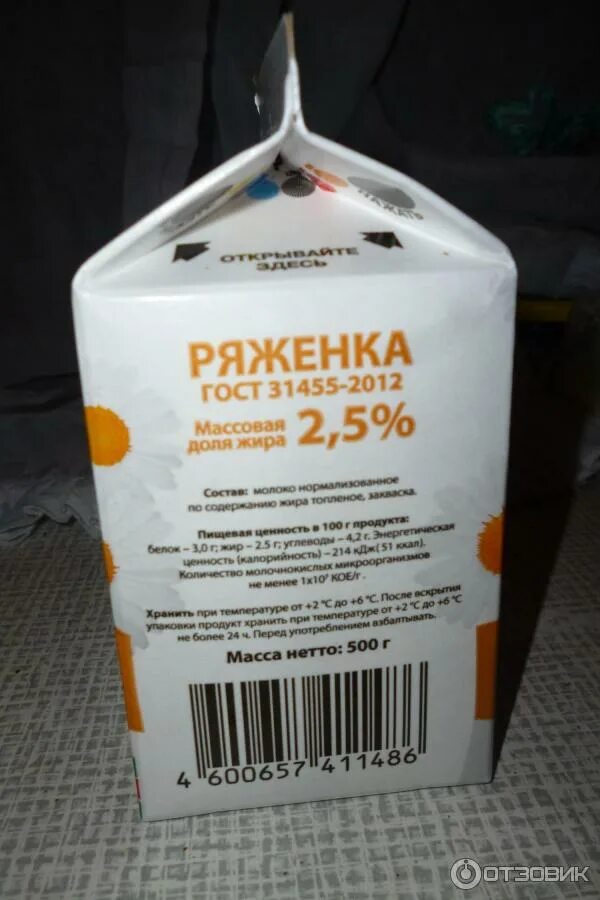 НАЖАТЬ
ОТКРЫВАЙТЕ
ЗДЕСЬ
РЯЖЕНКА
ГОСТ 31455-2012
Массовая
доля жира 2,5%
Состав: молоко нормализованное
по содержанию жира топленое, закваска.
Пищевая ценность в 100 г продукта:
белок – 3,0 г; жир – 2.5 г; углеводы – 4,2 г. Энергетическая
ценность (калорийность) – 214 кДж( 51 ккал).
Количество молочнокислых микроорганизмов
не менее 1х10⁷ КОЕ/г .
Хранить при температуре от +2 °С до +6 °С. После вскрытия
упаковки продукт хранить при температуре от +2 °С до +6 °С
не более 24 ч. Перед употреблением взбалтывать.
Масса нетто: 500 г
4 600657 411486
ОТЗОВИК